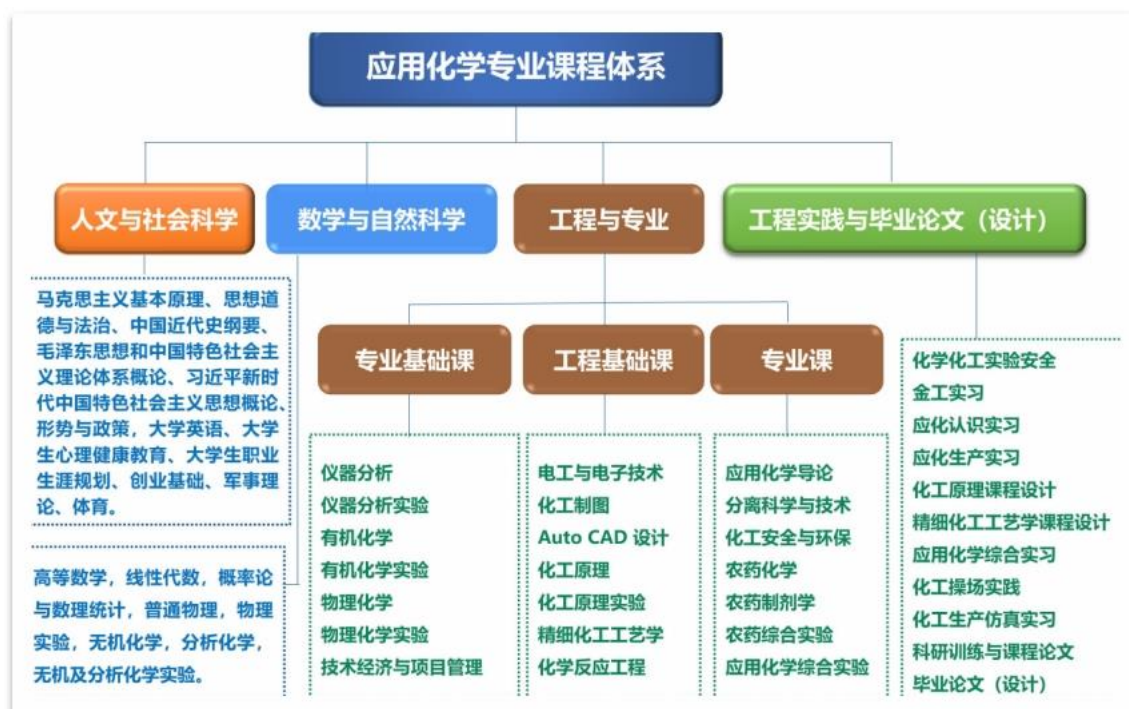 应用化学专业课程体系
人文与社会科学
数学与自然科学
工程与专业
工程实践与毕业论文（设计）
马克思主义基本原理、思想道
德与法治、中国近代史纲要、
毛泽东思想和中国特色社会主
义理论体系概论、习近平新时
代中国特色社会主义思想概论、
形势与政策，大学英语、大学
生心理健康教育、大学生职业
生涯规划、创业基础、军事理
论、体育。
高等数学，线性代数，概率论
与数理统计，普通物理，物理
实验，无机化学，分析化学，
无机及分析化学实验。
专业基础课
仪器分析
仪器分析实验
有机化学
有机化学实验
物理化学
物理化学实验
技术经济与项目管理
工程基础课
电工与电子技术
化工制图
Auto CAD 设计
化工原理
化工原理实验
精细化工工艺学
化学反应工程
专业课
应用化学导论
分离科学与技术
化工安全与环保
农药化学
农药制剂学
农药综合实验
应用化学综合实验
化学化工实验安全
金工实习
应化认识实习
应化生产实习
化工原理课程设计
精细化工工艺学课程设计
应用化学综合实习
化工操场实践
化工生产仿真实习
科研训练与课程论文
毕业论文（设计）